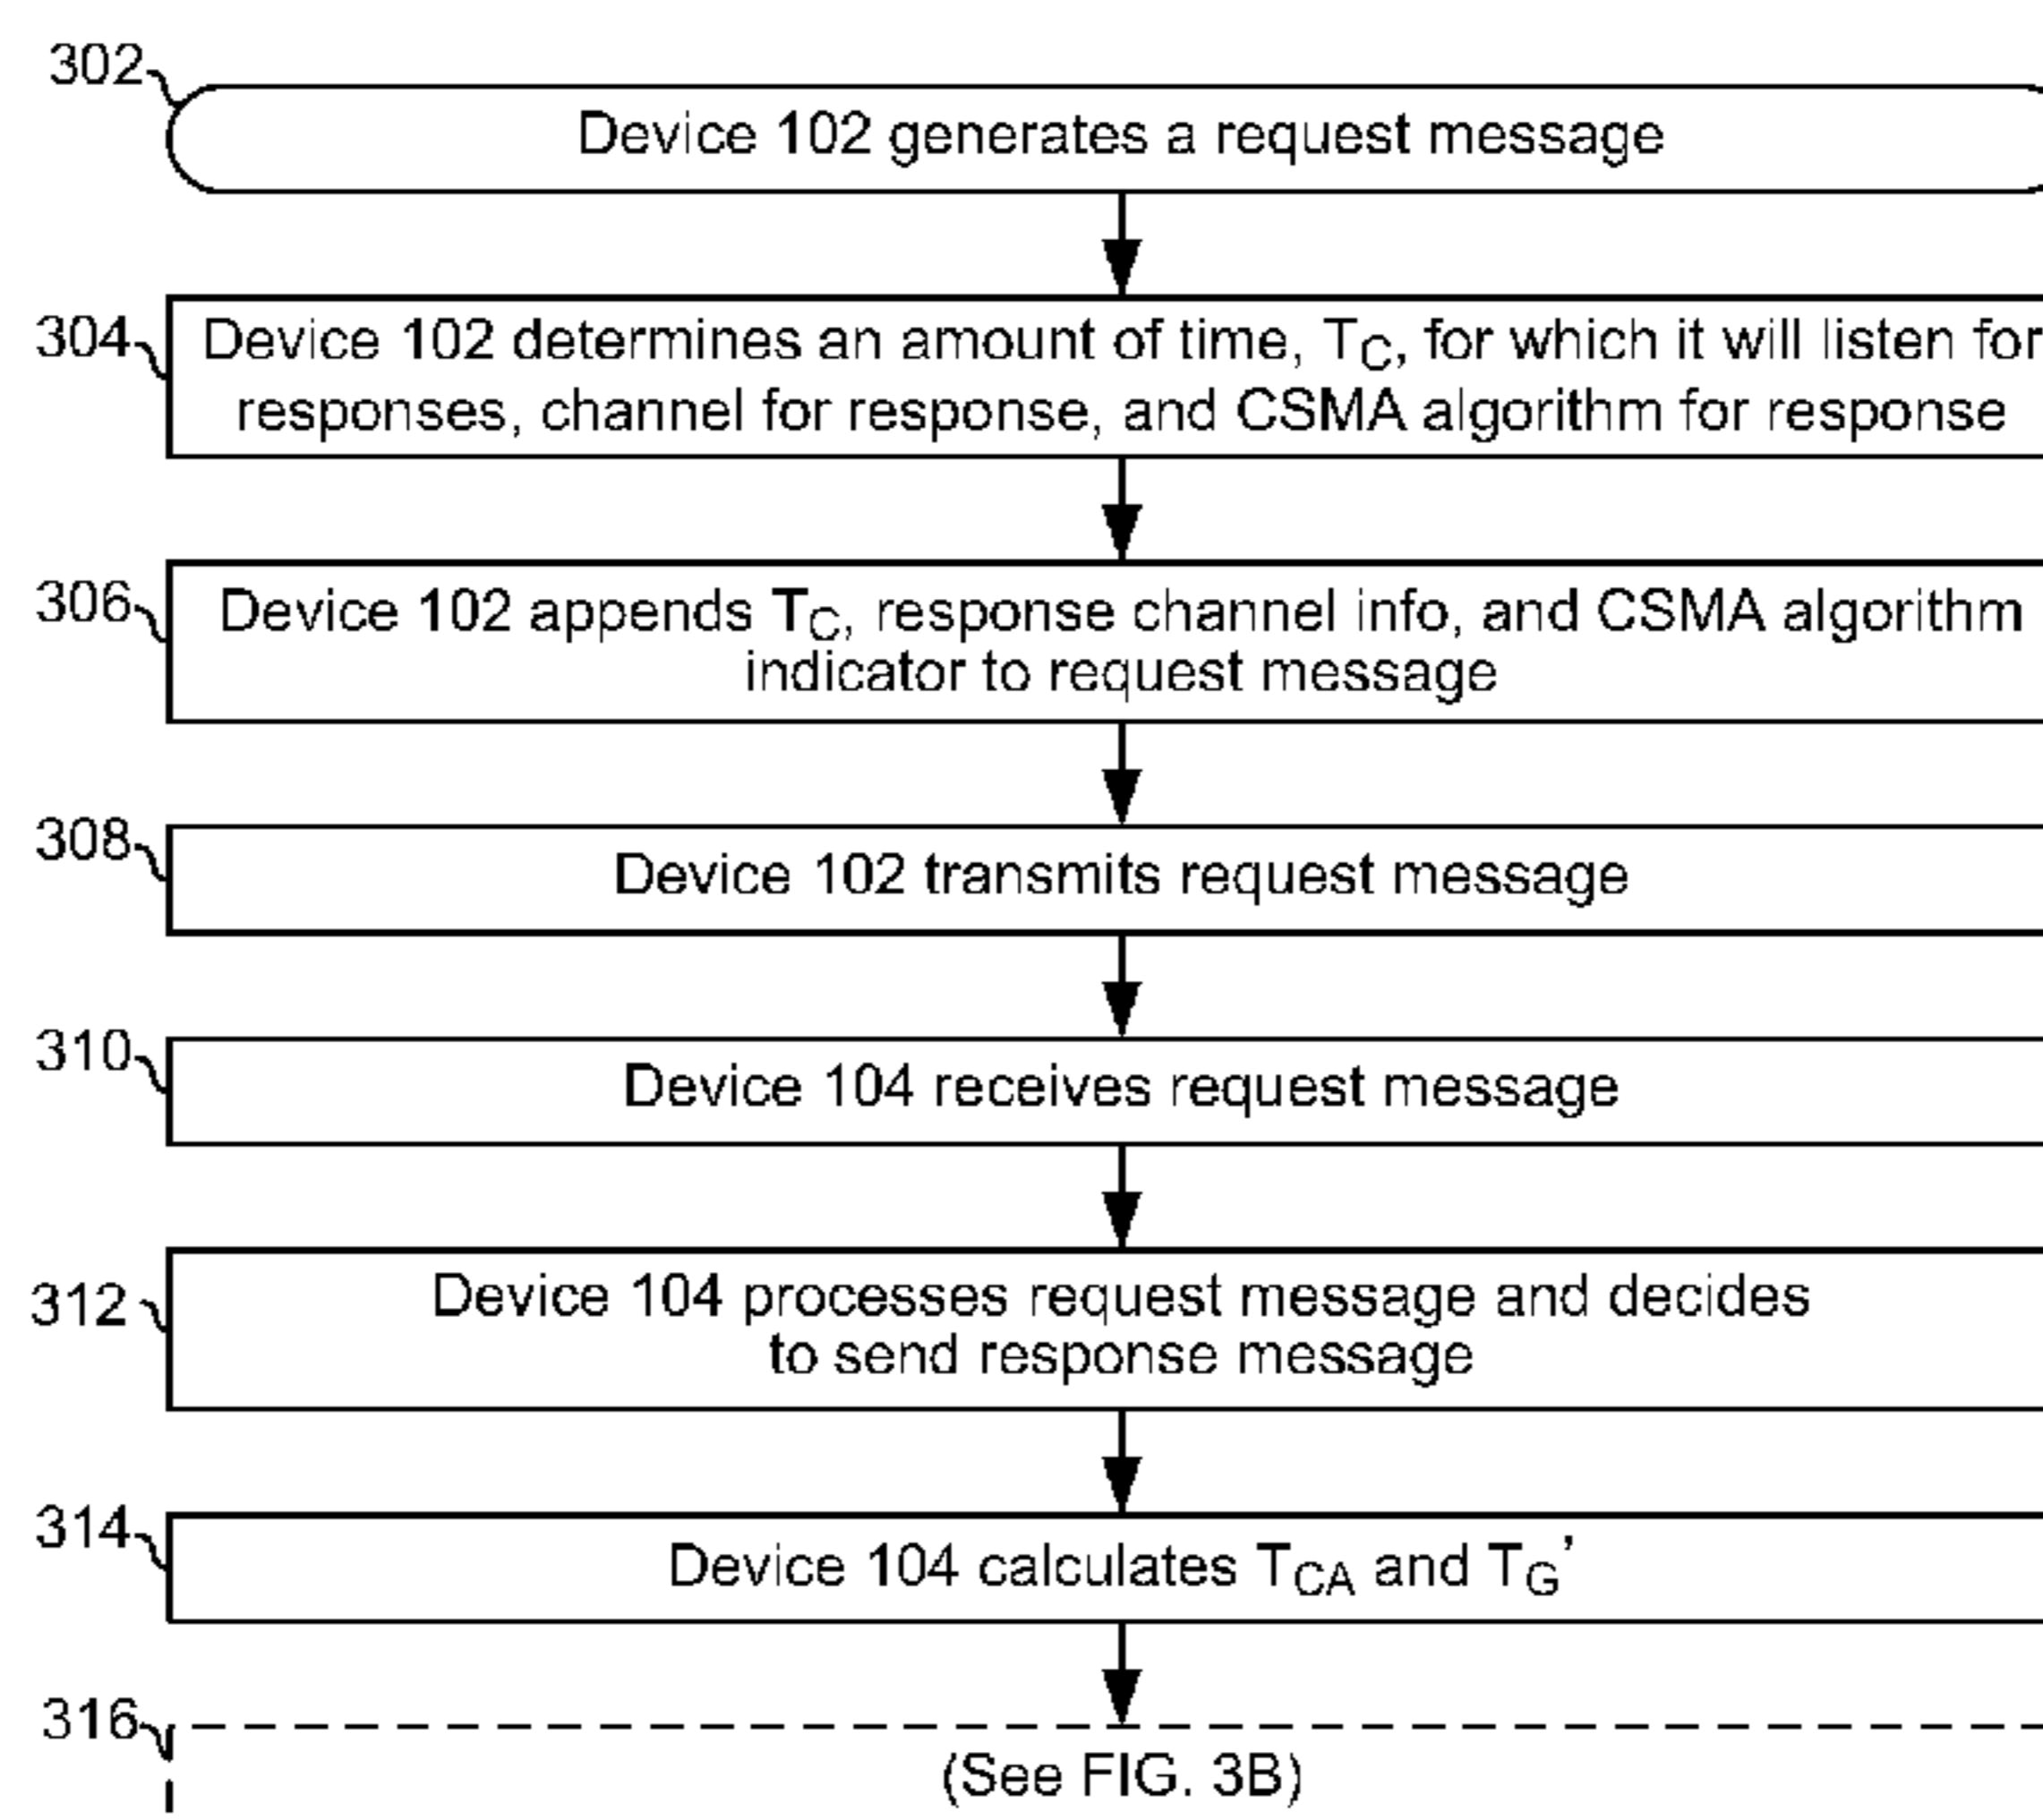 302
Device 102 generates a request message
304
Device 102 determines an amount of time, TC, for which it will listen for
responses, channel for response, and CSMA algorithm for response
306
Device 102 appends TC, response channel info, and CSMA algorithm
indicator to request message
308
Device 102 transmits request message
310
Device 104 receives request message
312
Device 104 processes request message and decides
to send response message
314
Device 104 calculates TCA and TG’
316
(See FIG. 3B)